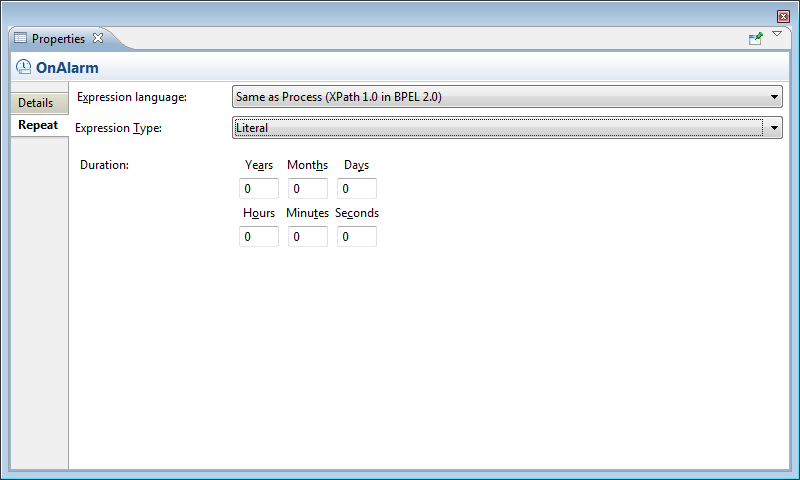 Properties
OnAlarm
Details
Repeat
Expression language: Same as Process (XPath 1.0 in BPEL 2.0)
Expression Type: Literal
Duration: Years Months Days
0 0 0
Hours Minutes Seconds
0 0 0